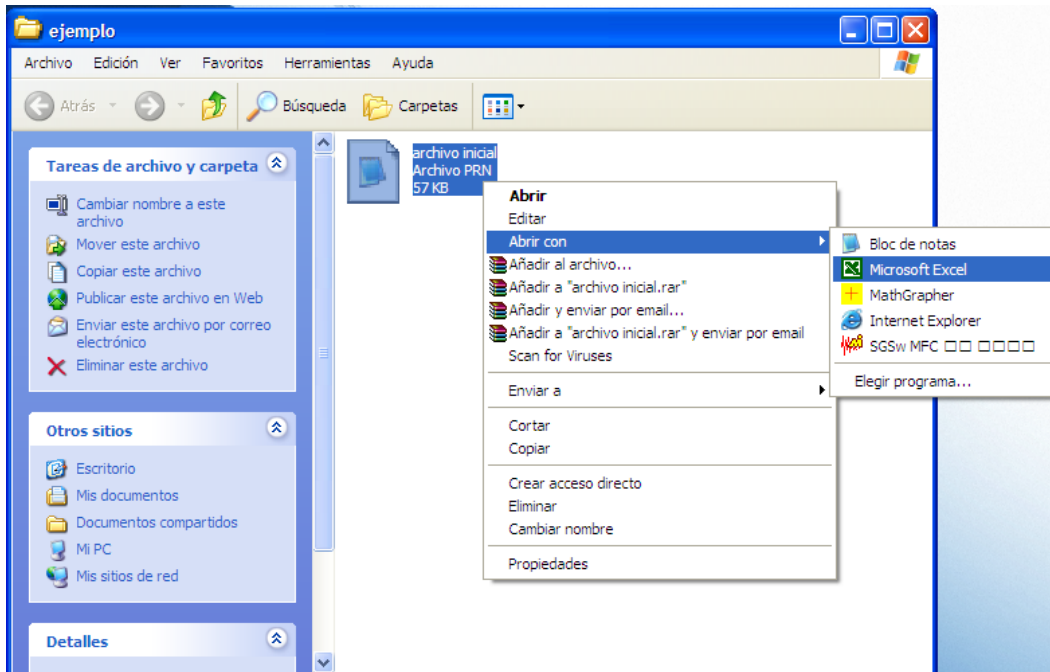 ejemplo
Archivo Edición Ver Favoritos Herramientas Ayuda
Atrás Búsqueda Carpetas
Tareas de archivo y carpeta
Cambiar nombre a este
archivo
Mover este archivo
Copiar este archivo
Publicar este archivo en Web
Enviar este archivo por correo
electrónico
Eliminar este archivo
Otros sitios
Escritorio
Mis documentos
Documentos compartidos
Mi PC
Mis sitios de red
Detalles
archivo inicial
Archivo PRN
57 KB
Abrir
Editar
Abrir con
Añadir al archivo...
Añadir a "archivo inicial.rar"
Añadir y enviar por email...
Añadir a "archivo inicial.rar" y enviar por email
Scan for Viruses
Enviar a
Cortar
Copiar
Crear acceso directo
Eliminar
Cambiar nombre
Propiedades
Bloc de notas
Microsoft Excel
MathGrapher
Internet Explorer
SGSw MFC □□ □□□□
Elegir programa...